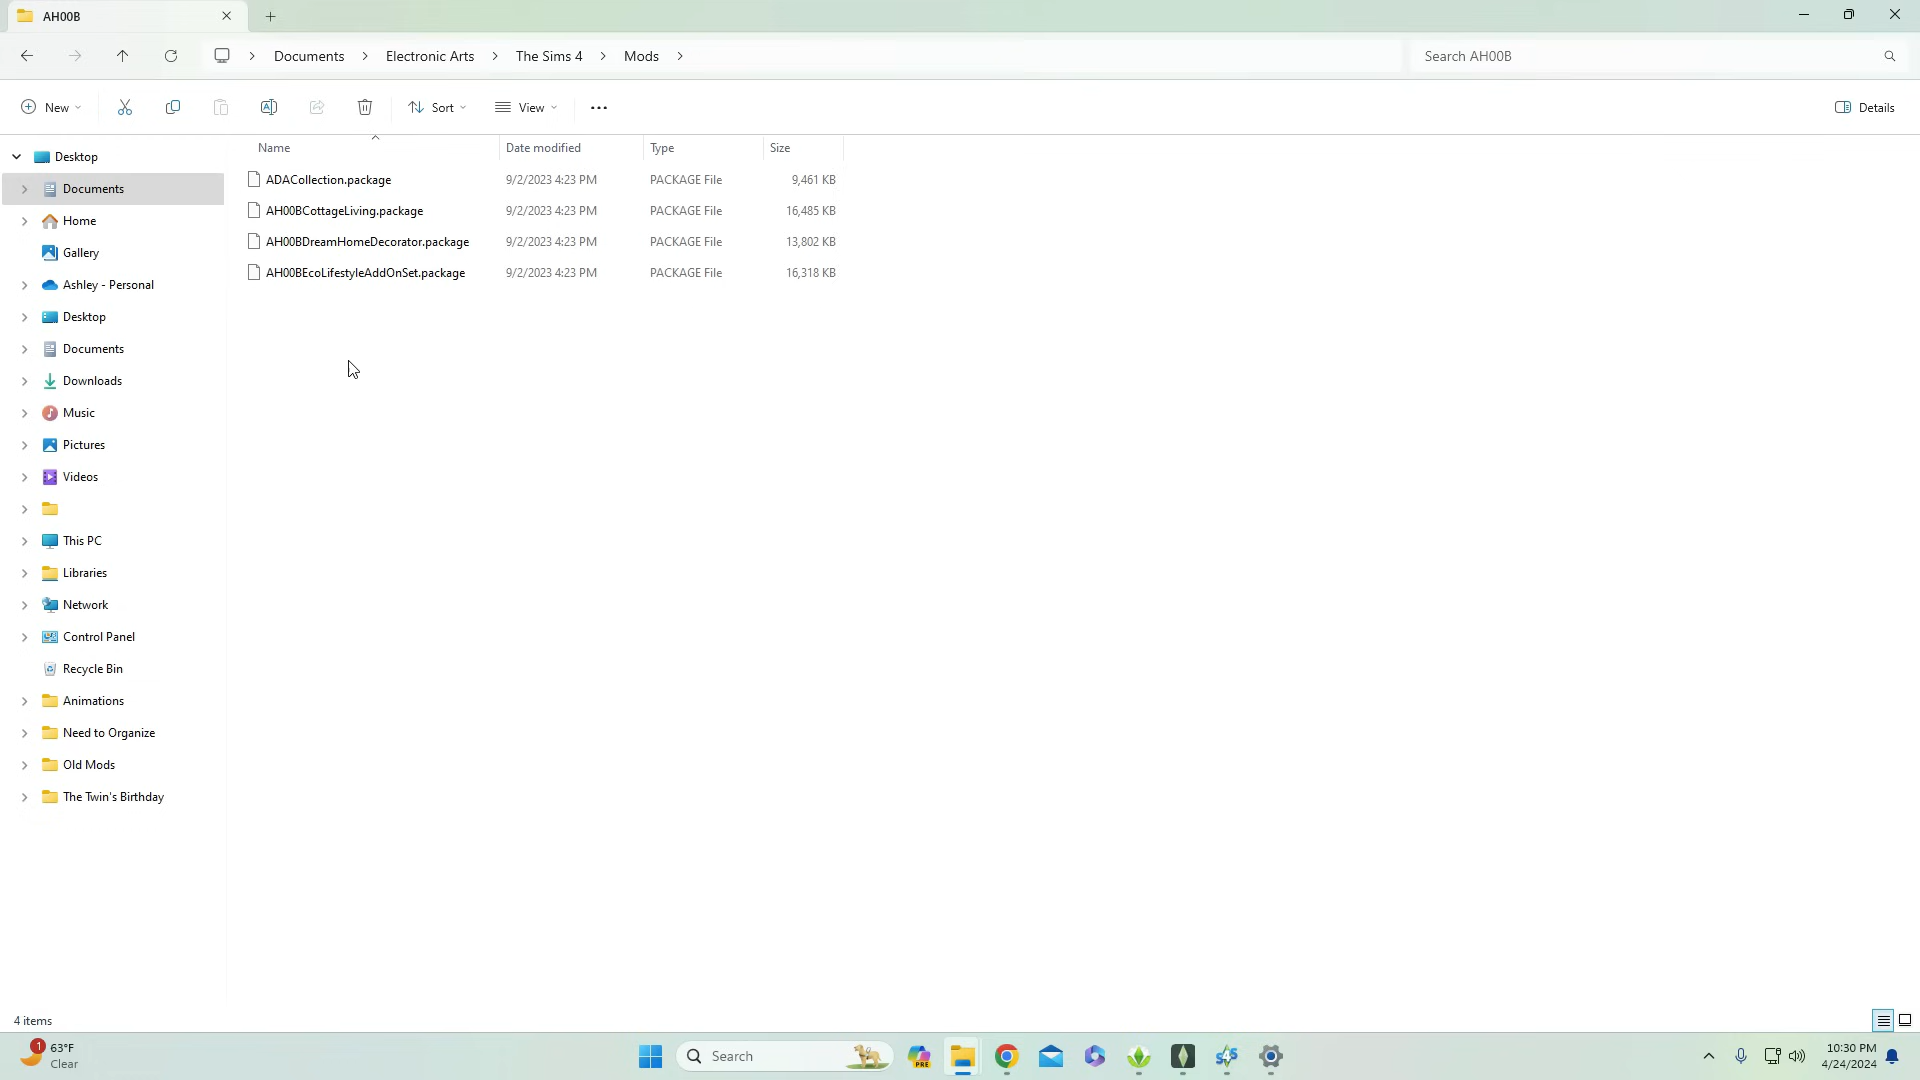 AH00B
Documents > Electronic Arts > The Sims 4 > Mods >
Search AH00B
New
Sort
View
Details
Name Date modified Type Size
ADACollection.package 9/2/2023 4:23 PM PACKAGE File 9,461 KB
AH00BCottageLiving.package 9/2/2023 4:23 PM PACKAGE File 16,485 KB
AH00BDreamHomeDecorator.package 9/2/2023 4:23 PM PACKAGE File 13,802 KB
AH00BEcoLifestyleAddOnSet.package 9/2/2023 4:23 PM PACKAGE File 16,318 KB
Desktop
Documents
Home
Gallery
Ashley - Personal
Desktop
Documents
Downloads
Music
Pictures
Videos
This PC
Libraries
Network
Control Panel
Recycle Bin
Animations
Need to Organize
Old Mods
The Twin's Birthday
4 items
1
63°F
Clear
Search
PRE
S4S
10:30 PM
4/24/2024